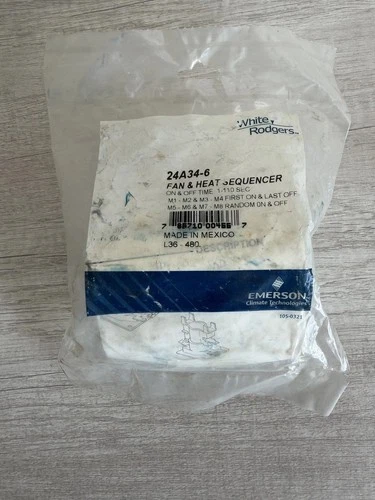 White
Rodgers
24A34-6
FAN & HEAT SEQUENCER
ON & OFF TIME 1-110 SEC
M1 - M2 & M3 - M4 FIRST ON & LAST OFF
M5 - M6 & M7 - M8 RANDOM ON & OFF
MADE IN MEXICO
L36 - 480
DESCRIPTION
EMERSON
Climate Technologies